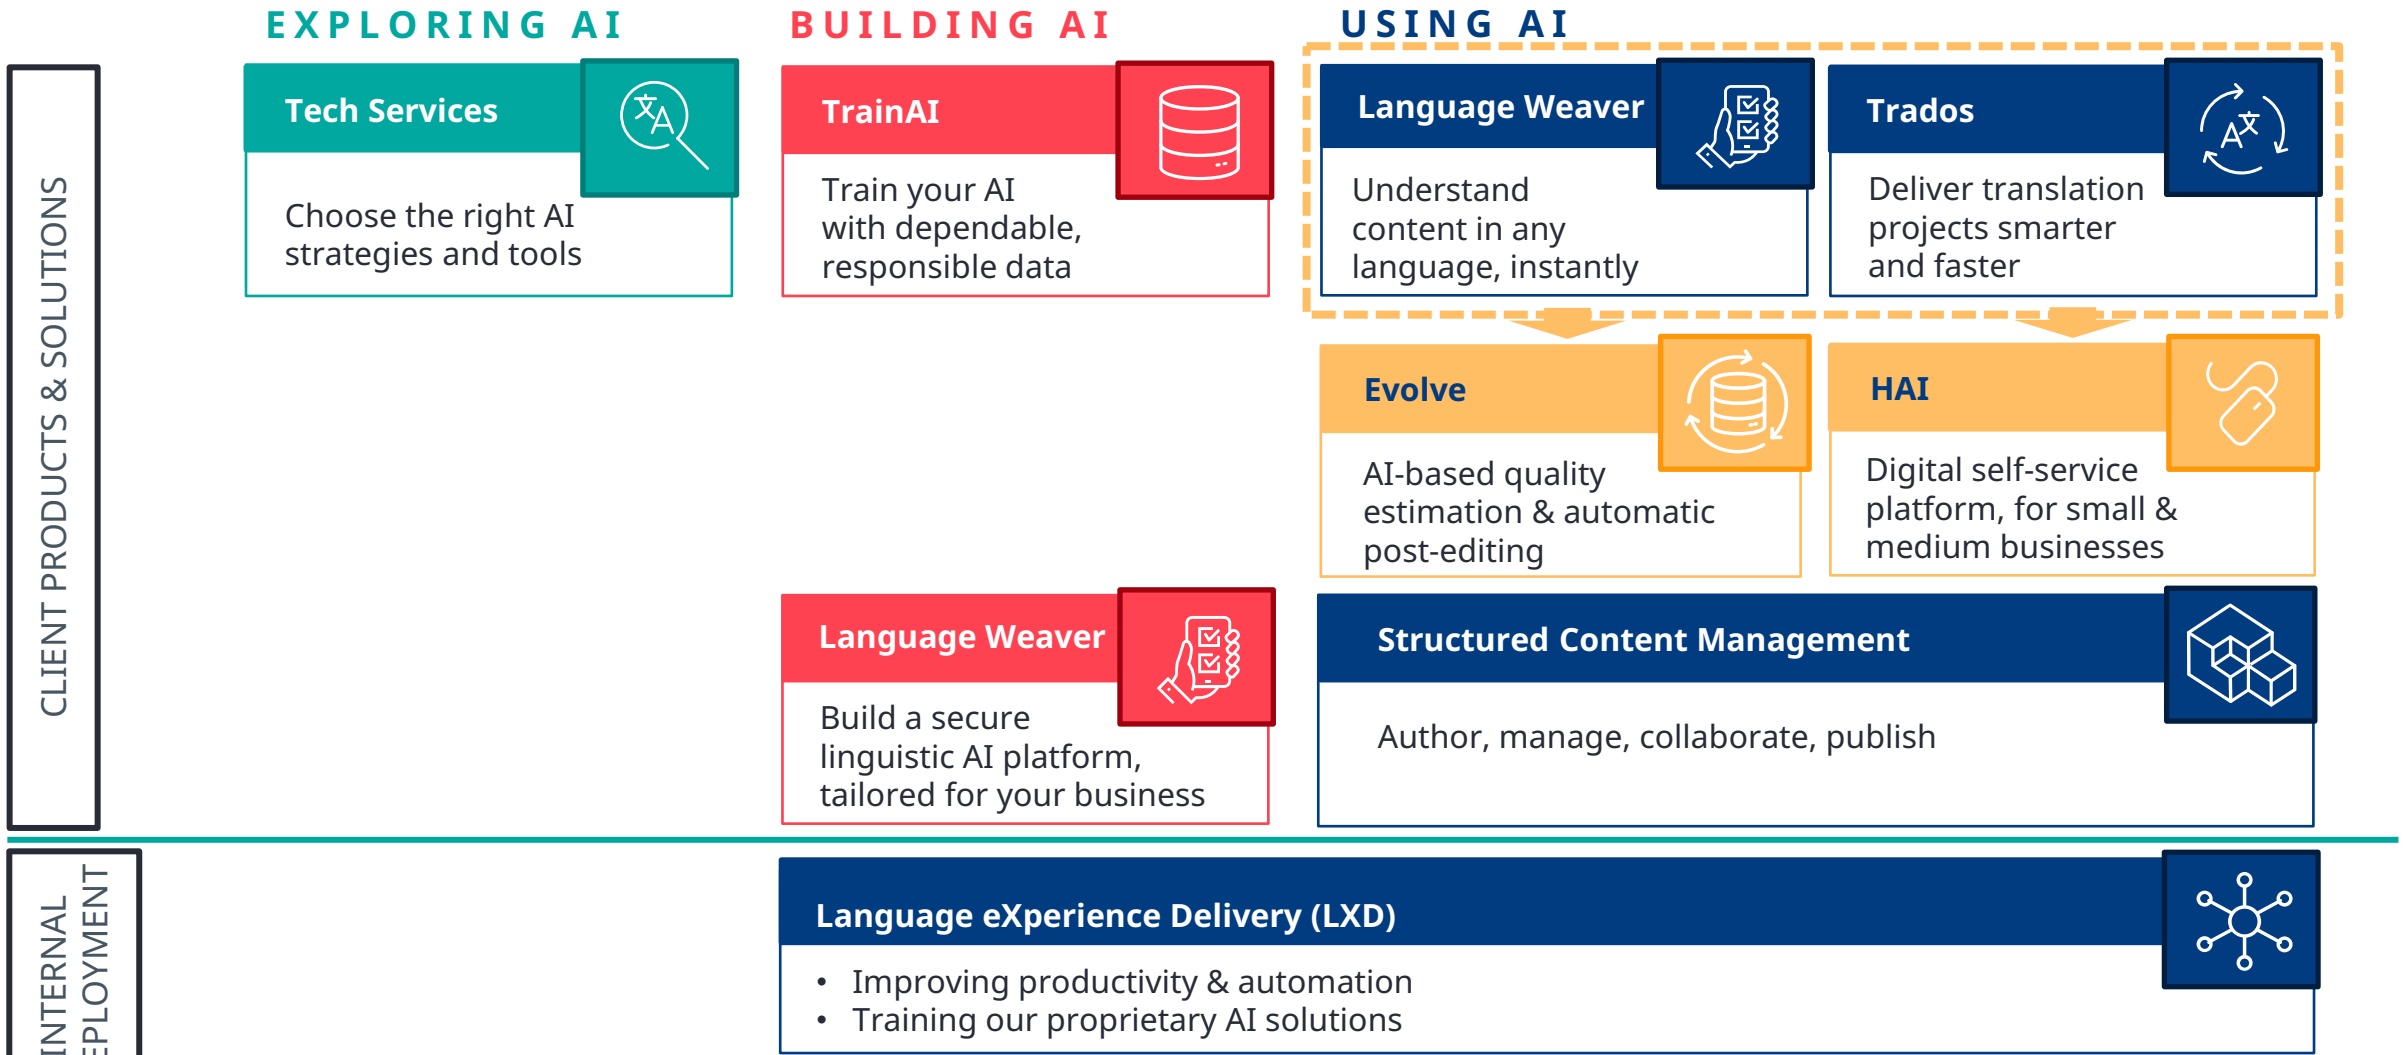 EXPLORING AI
BUILDING AI
USING AI
CLIENT PRODUCTS & SOLUTIONS
Tech Services
Choose the right AI
strategies and tools
TrainAI
Train your AI
with dependable,
responsible data
Language Weaver
Understand
content in any
language, instantly
Trados
Deliver translation
projects smarter
and faster
Evolve
AI-based quality
estimation & automatic
post-editing
HAI
Digital self-service
platform, for small &
medium businesses
Language Weaver
Build a secure
linguistic AI platform,
tailored for your business
Structured Content Management
Author, manage, collaborate, publish
INTERNAL
EPLOYMENT
Language eXperience Delivery (LXD)
• Improving productivity & automation
• Training our proprietary AI solutions